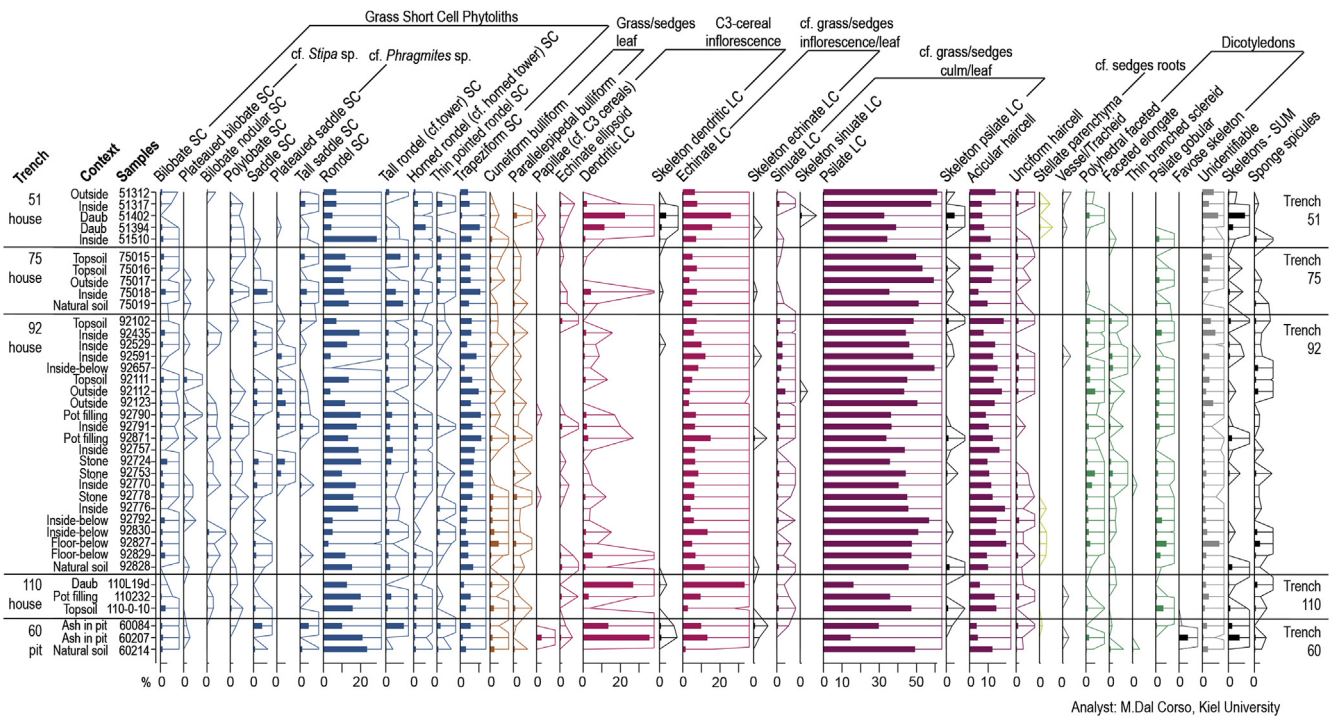 Grass Short Cell Phytoliths
Grass/sedges
leaf
C3-cereal
inflorescence
cf. grass/sedges
inflorescence/leaf
cf. grass/sedges
culm/leaf
cf. sedges roots
Dicotyledons
cf. Stipa sp.
cf. Phragmites sp.
Trench
Context
Samples
Bilobate SC
Plateaued bilobate SC
Bilobate nodular SC
Polylobate SC
Saddle SC
Plateaued saddle SC
Tall saddle SC
Rondel SC
Tall rondel (cf.tower) SC
Horned rondel (cf. horned tower) SC
Thin pointed rondel SC
Trapeziform SC
Cuneiform bulliform
Parallelepipedal bulliform
Papillae (cf. C3 cereals)
Echinate ellipsoid
Dendritic LC
Skeleton dendritic LC
Echinate LC
Skeleton echinate LC
Sinuate LC
Skeleton sinuate LC
Psilate LC
Skeleton psilate LC
Acicular haircell
Unciform haircell
Stellate parenchyma
Vessel/Tracheid
Polyhedral faceted
Faceted elongate
Thin branched sclereid
Psilate gobular
Favose skeleton
Unidentifiable
Skeletons - SUM
Sponge spicules
51
house
Outside 51312
Inside 51317
Daub 51402
Daub 51394
Inside 51510
Trench
51
75
house
Topsoil 75015
Topsoil 75016
Outside 75017
Inside 75018
Natural soil 75019
Trench
75
92
house
Topsoil 92102
Inside 92435
Inside 92529
Inside 92591
Inside-below 92657
Topsoil 92111
Outside 92112
Outside 92123
Pot filling 92790
Inside 92791
Pot filling 92871
Inside 92757
Stone 92724
Stone 92753
Inside 92770
Stone 92778
Inside 92776
Inside-below 92792
Inside-below 92830
Floor-below 92827
Floor-below 92829
Natural soil 92828
Trench
92
110
house
Daub 110L19d
Pot filling 110232
Topsoil 110-0-10
Trench
110
60
pit
Ash in pit 60084
Ash in pit 60207
Natural soil 60214
Trench
60
% 0 0 0 0 0 0 0 0 20 0 0 0 0 0 0 0 0 0 20 0 0 20 0 0 0 0 10 50 0 0 10 0 0 0 0 0 0 0 0 0 0 0
Analyst: M.Dal Corso, Kiel University